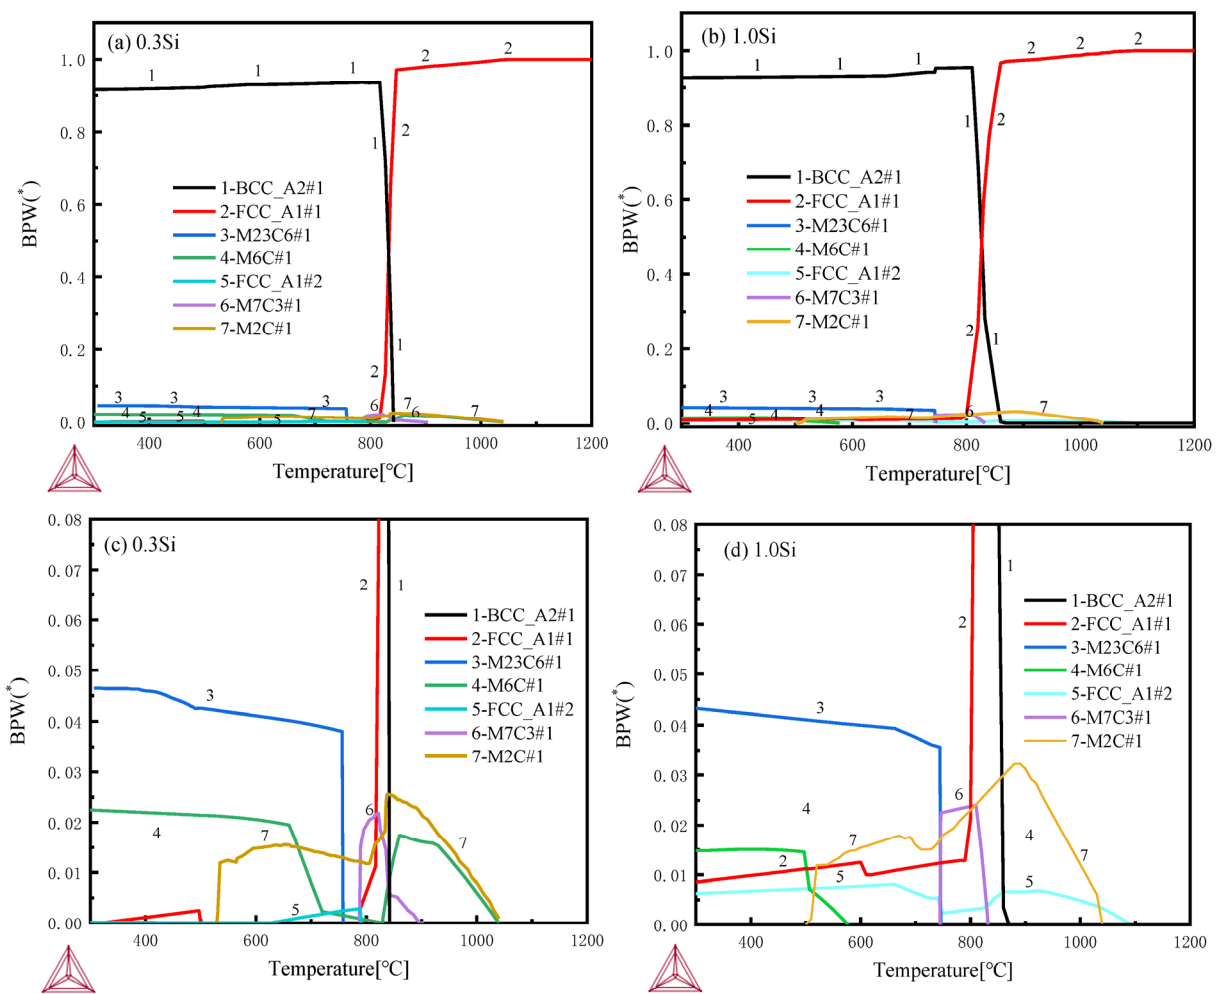 (a) 0.3Si
1.0
0.8
0.6
0.4
0.2
0.0
BPW(*)
1 1 1 2 2
1 2
1-BCC_A2#1
2-FCC_A1#1
3-M23C6#1
4-M6C#1
5-FCC_A1#2
6-M7C3#1
7-M2C#1
1
2
3 3 3 6 7
4 5 5 4 5 7 6 7
400 600 800 1000 1200
Temperature[°C]
(b) 1.0Si
1.0
0.8
0.6
0.4
0.2
0.0
BPW(*)
1 1 1 2 2 2
1 2
1-BCC_A2#1
2-FCC_A1#1
3-M23C6#1
4-M6C#1
5-FCC_A1#2
6-M7C3#1
7-M2C#1
2 1
3 3 3 7
4 5 4 4 7 6
400 600 800 1000 1200
Temperature[°C]
(c) 0.3Si
0.08
0.07
0.06
0.05
0.04
0.03
0.02
0.01
0.00
BPW(*)
2 1
1-BCC_A2#1
2-FCC_A1#1
3-M23C6#1
4-M6C#1
5-FCC_A1#2
6-M7C3#1
7-M2C#1
3
6
4 7 7
5
400 600 800 1000 1200
Temperature[°C]
(d) 1.0Si
0.08
0.07
0.06
0.05
0.04
0.03
0.02
0.01
0.00
BPW(*)
1
2
1-BCC_A2#1
2-FCC_A1#1
3-M23C6#1
4-M6C#1
5-FCC_A1#2
6-M7C3#1
7-M2C#1
3
6
4
7 4
2 7
5 5
400 600 800 1000 1200
Temperature[°C]